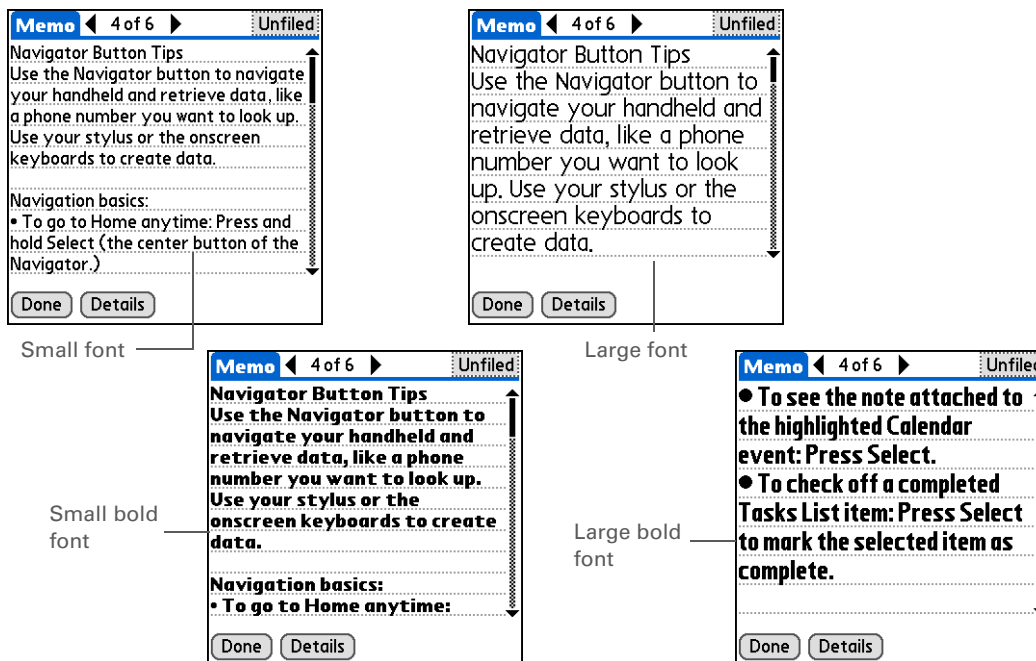 Memo 4 of 6 Unfiled
Navigator Button Tips
Use the Navigator button to navigate
your handheld and retrieve data, like
a phone number you want to look up.
Use your stylus or the onscreen
keyboards to create data.
Navigation basics:
• To go to Home anytime: Press and
hold Select (the center button of the
Navigator.)
Done Details
Small font
Memo 4 of 6 Unfiled
Navigator Button Tips
Use the Navigator button to
navigate your handheld and
retrieve data, like a phone
number you want to look
up. Use your stylus or the
onscreen keyboards to
create data.
Done Details
Large font
Memo 4 of 6 Unfiled
Navigator Button Tips
Use the Navigator button to
navigate your handheld and
retrieve data, like a phone
number you want to look up.
Use your stylus or the
onscreen keyboards to create
data.
Navigation basics:
• To go to Home anytime:
Done Details
Small bold
font
Memo 4 of 6 Unfiled
● To see the note attached to
the highlighted Calendar
event: Press Select.
● To check off a completed
Tasks List item: Press Select
to mark the selected item as
complete.
Done Details
Large bold
font